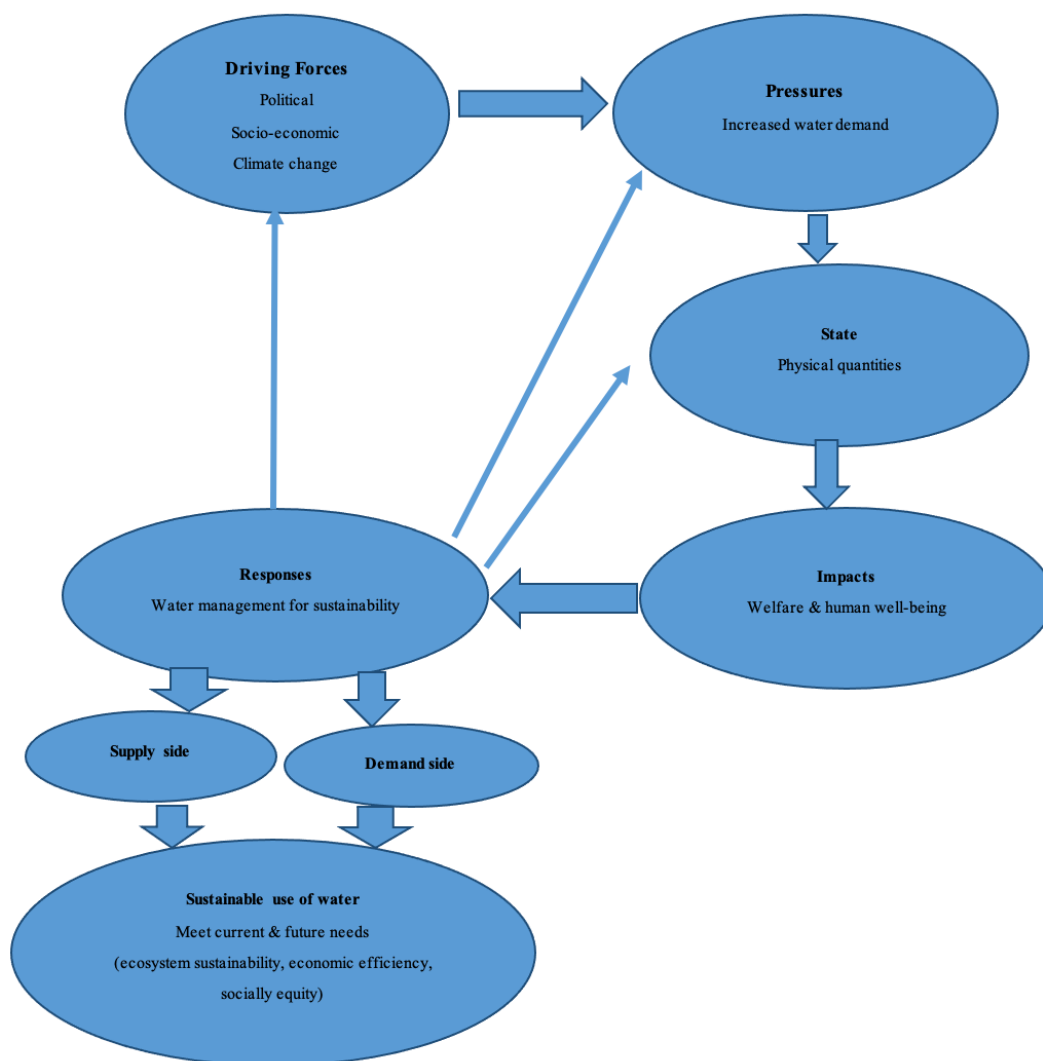 Driving Forces
Political
Socio-economic
Climate change
Pressures
Increased water demand
State
Physical quantities
Responses
Water management for sustainability
Impacts
Welfare & human well-being
Supply side
Demand side
Sustainable use of water
Meet current & future needs
(ecosystem sustainability, economic efficiency,
socially equity)